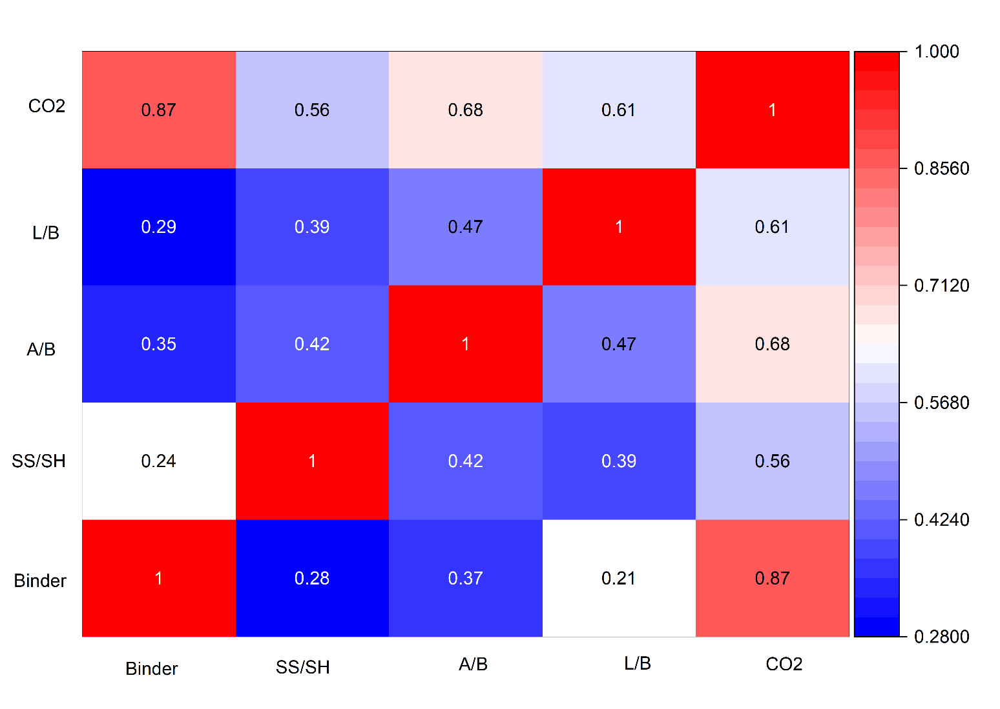 1.000
CO2 0.87 0.56 0.68 0.61 1
0.8560
L/B 0.29 0.39 0.47 1 0.61
0.7120
A/B 0.35 0.42 1 0.47 0.68
0.5680
SS/SH 0.24 1 0.42 0.39 0.56
0.4240
Binder 1 0.28 0.37 0.21 0.87
0.2800
Binder SS/SH A/B L/B CO2